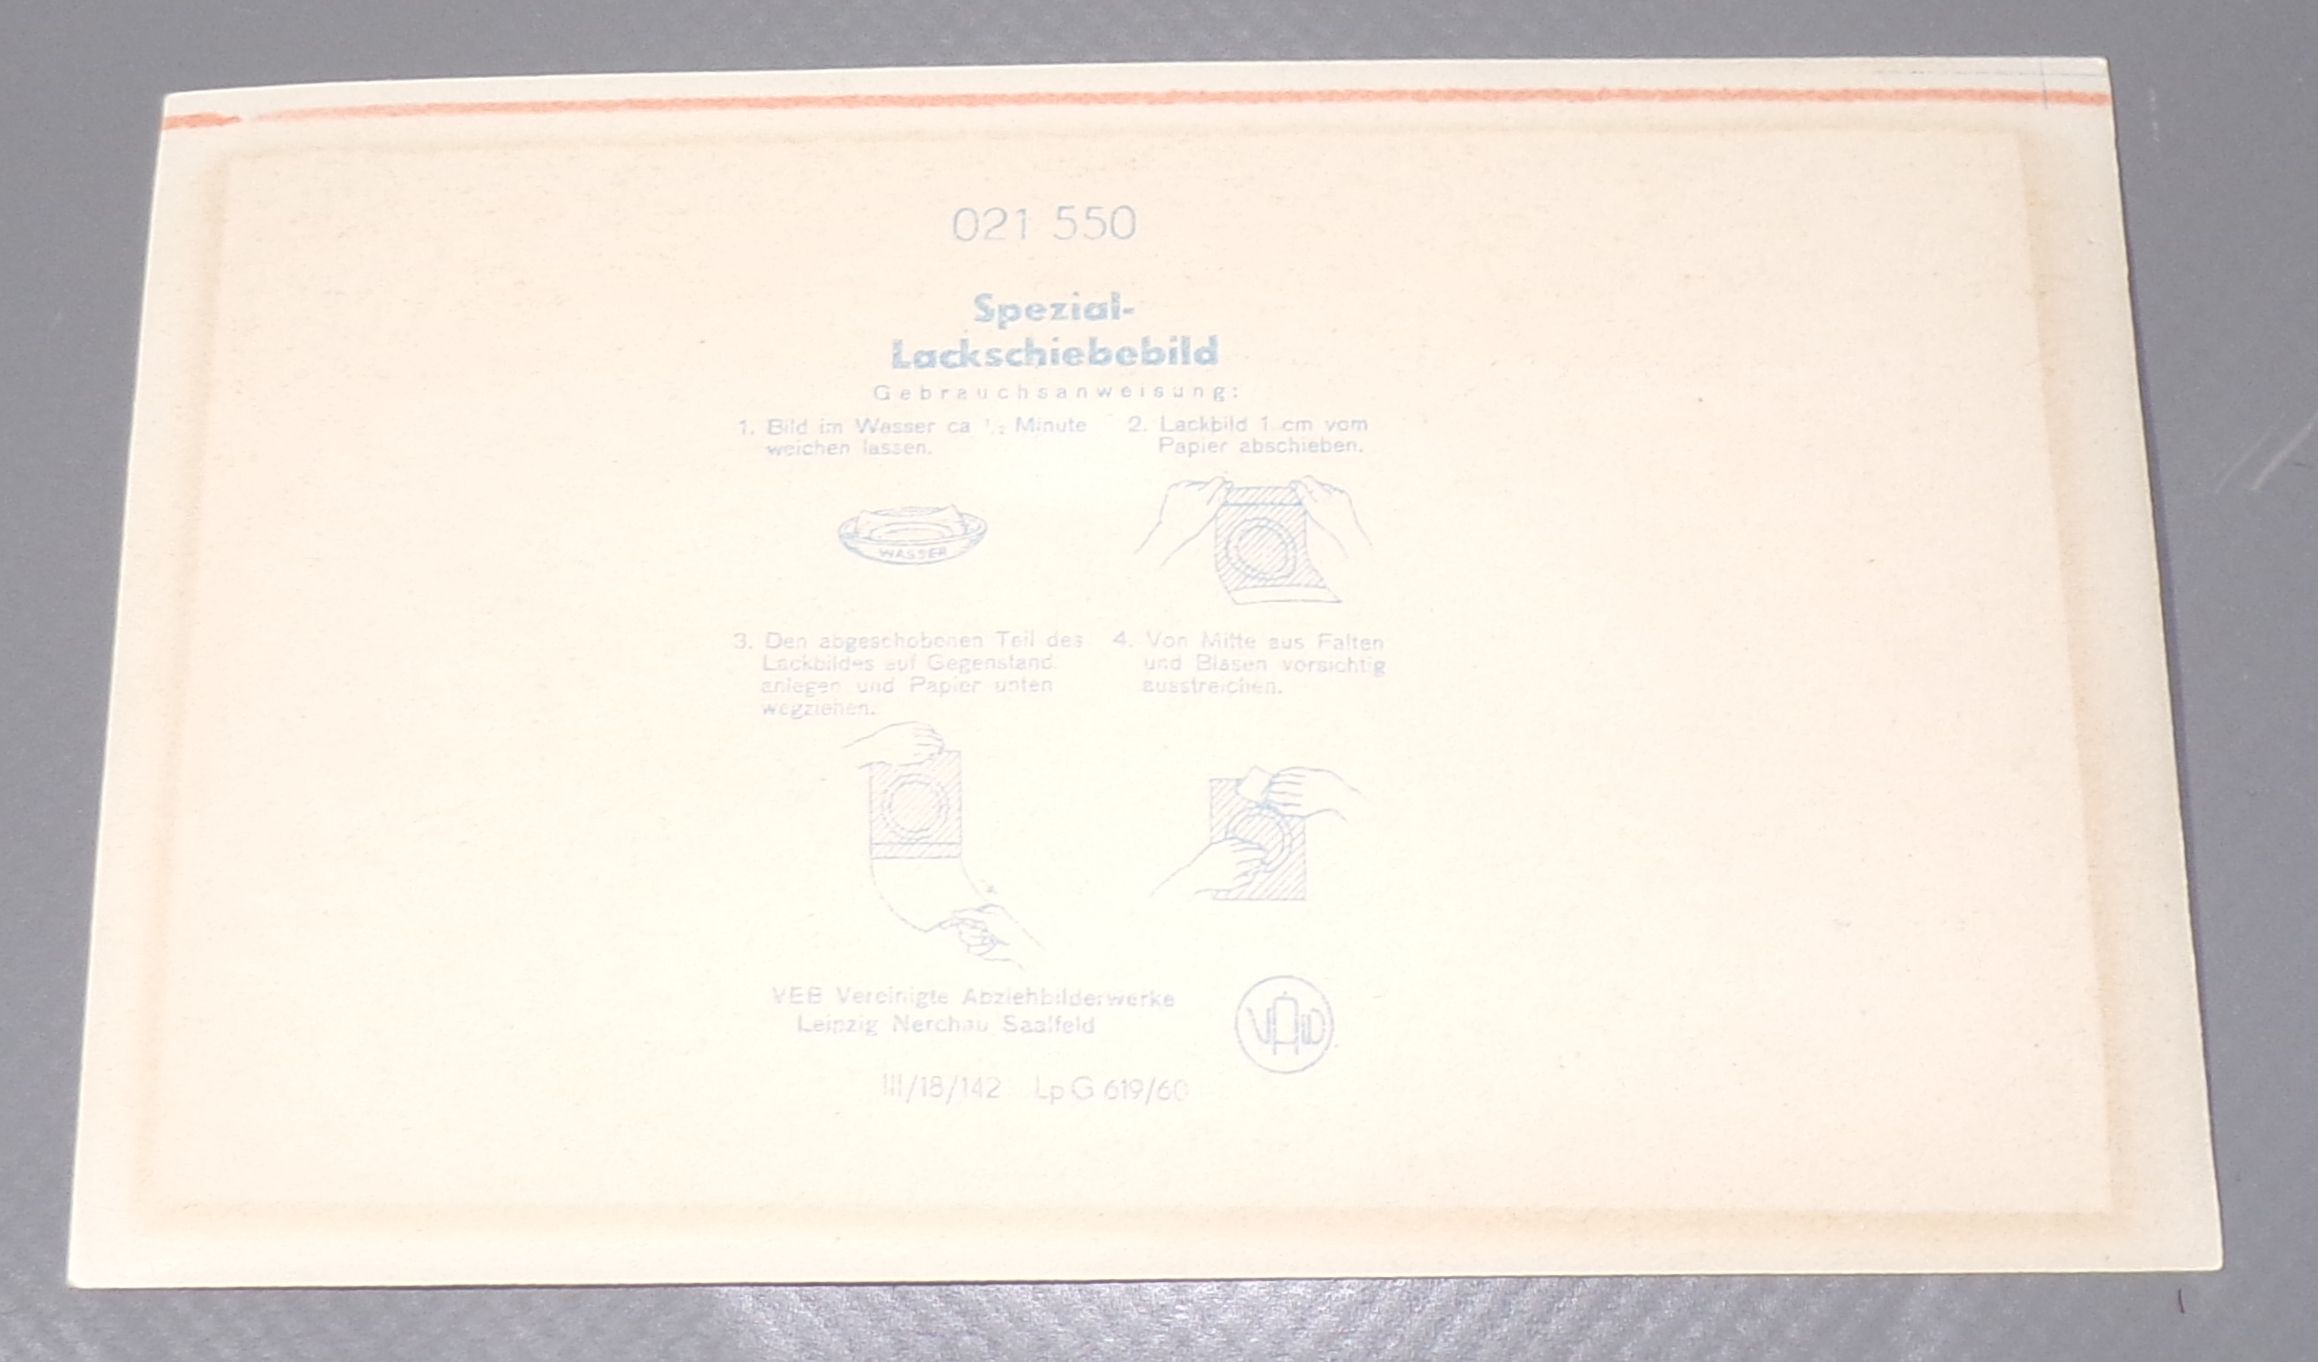 021 550
Spezial-
Lackschiebebild
Gebrauchsanweisung:
1. Bild im Wasser ca ½ Minute
weichen lassen.
2. Lackbild 1 cm vom
Papier abschieben.
WASSER
3. Den abgeschobenen Teil des
Lackbildes auf Gegenstand
anlegen und Papier unten
wegziehen.
4. Von Mitte aus Falten
und Blasen vorsichtig
ausstreichen.
VEB Vereinigte Abziehbilderwerke
Leipzig Nerchau Saalfeld
III/18/142 Lp G 619/60